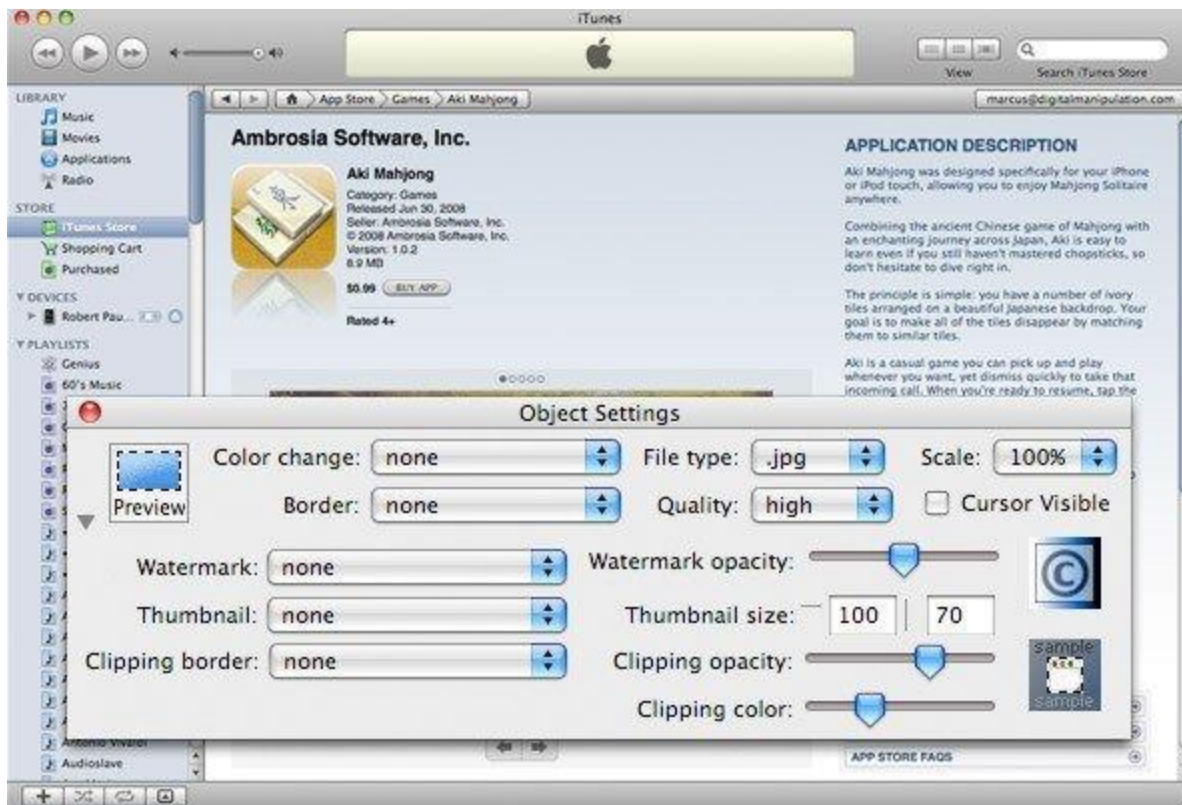 iTunes
View
Search iTunes Store
LIBRARY
Music
Movies
Applications
Radio
STORE
iTunes Store
Shopping Cart
Purchased
DEVICES
Robert Pau...
PLAYLISTS
Genius
60's Music
Antonio Vivaldi
Audioslave
App Store
Games
Aki Mahjong
marcus@digitalmanipulation.com
Ambrosia Software, Inc.
Aki Mahjong
Category: Games
Released Jun 30, 2008
Seller: Ambrosia Software, Inc.
© 2008 Ambrosia Software, Inc.
Version: 1.0.2
8.9 MB
$0.99 BUY APP
Rated 4+
APPLICATION DESCRIPTION
Aki Mahjong was designed specifically for your iPhone
or iPod touch, allowing you to enjoy Mahjong Solitaire
anywhere.
Combining the ancient Chinese game of Mahjong with
an enchanting journey across Japan, Aki is easy to
learn even if you still haven't mastered chopsticks, so
don't hesitate to dive right in.
The principle is simple: you have a number of ivory
tiles arranged on a beautiful Japanese backdrop. Your
goal is to make all of the tiles disappear by matching
them to similar tiles.
Aki is a casual game you can pick up and play
whenever you want, yet dismiss quickly to take that
incoming call. When you're ready to resume, tap the
Object Settings
Preview
Color change: none
File type: .jpg
Scale: 100%
Border: none
Quality: high
Cursor Visible
Watermark: none
Watermark opacity:
©
Thumbnail: none
Thumbnail size: 100 70
Clipping border: none
Clipping opacity:
sample
sample
Clipping color:
APP STORE FAQS